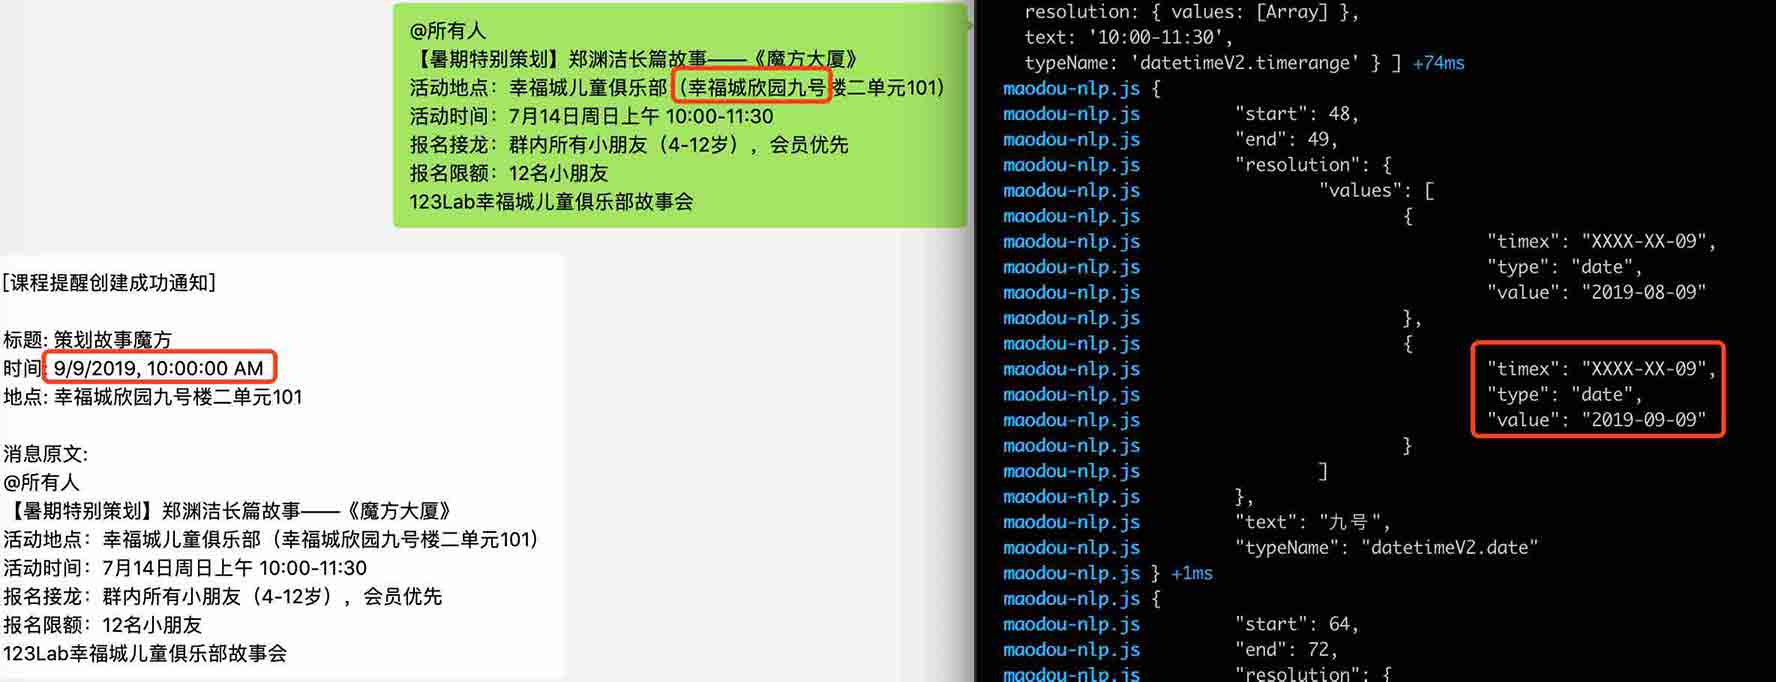 @所有人
【暑期特别策划】郑渊洁长篇故事——《魔方大厦》
活动地点：幸福城儿童俱乐部（幸福城欣园九号楼二单元101）
活动时间：7月14日周日上午 10:00-11:30
报名接龙：群内所有小朋友（4-12岁），会员优先
报名限额：12名小朋友
123Lab幸福城儿童俱乐部故事会
[课程提醒创建成功通知]
标题: 策划故事魔方
时间: 9/9/2019, 10:00:00 AM
地点: 幸福城欣园九号楼二单元101
消息原文:
@所有人
【暑期特别策划】郑渊洁长篇故事——《魔方大厦》
活动地点：幸福城儿童俱乐部（幸福城欣园九号楼二单元101）
活动时间：7月14日周日上午 10:00-11:30
报名接龙：群内所有小朋友（4-12岁），会员优先
报名限额：12名小朋友
123Lab幸福城儿童俱乐部故事会
resolution: { values: [Array] },
text: '10:00-11:30',
typeName: 'datetimeV2.timerange' } ] +74ms
maodou-nlp.js {
maodou-nlp.js "start": 48,
maodou-nlp.js "end": 49,
maodou-nlp.js "resolution": {
maodou-nlp.js "values": [
maodou-nlp.js {
maodou-nlp.js "timex": "XXXX-XX-09",
maodou-nlp.js "type": "date",
maodou-nlp.js "value": "2019-08-09"
maodou-nlp.js },
maodou-nlp.js {
maodou-nlp.js "timex": "XXXX-XX-09",
maodou-nlp.js "type": "date",
maodou-nlp.js "value": "2019-09-09"
maodou-nlp.js }
maodou-nlp.js ]
maodou-nlp.js },
maodou-nlp.js "text": "九号",
maodou-nlp.js "typeName": "datetimeV2.date"
maodou-nlp.js } +1ms
maodou-nlp.js {
maodou-nlp.js "start": 64,
maodou-nlp.js "end": 72,
maodou-nlp.js "resolution": {